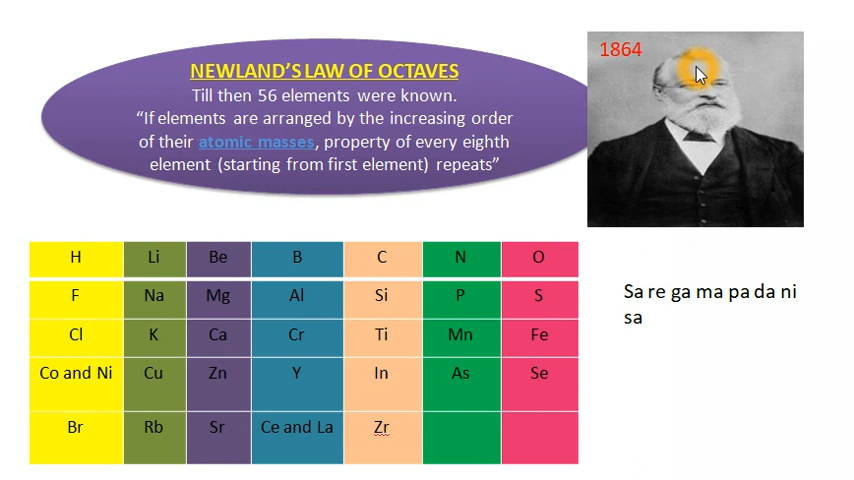 NEWLAND'S LAW OF OCTAVES
Till then 56 elements were known.
“If elements are arranged by the increasing order
of their atomic masses, property of every eighth
element (starting from first element) repeats”
1864
H Li Be B C N O
F Na Mg Al Si P S
Cl K Ca Cr Ti Mn Fe
Co and Ni Cu Zn Y In As Se
Br Rb Sr Ce and La Zr
Sa re ga ma pa da ni
sa